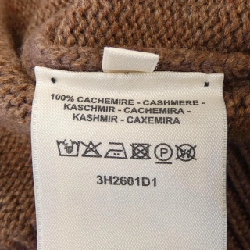 100% CACHEMIRE - CASHMERE -
KASCHMIR - CACHEMIRA -
KASHMIR - CAXEMIRA
3H2601D1